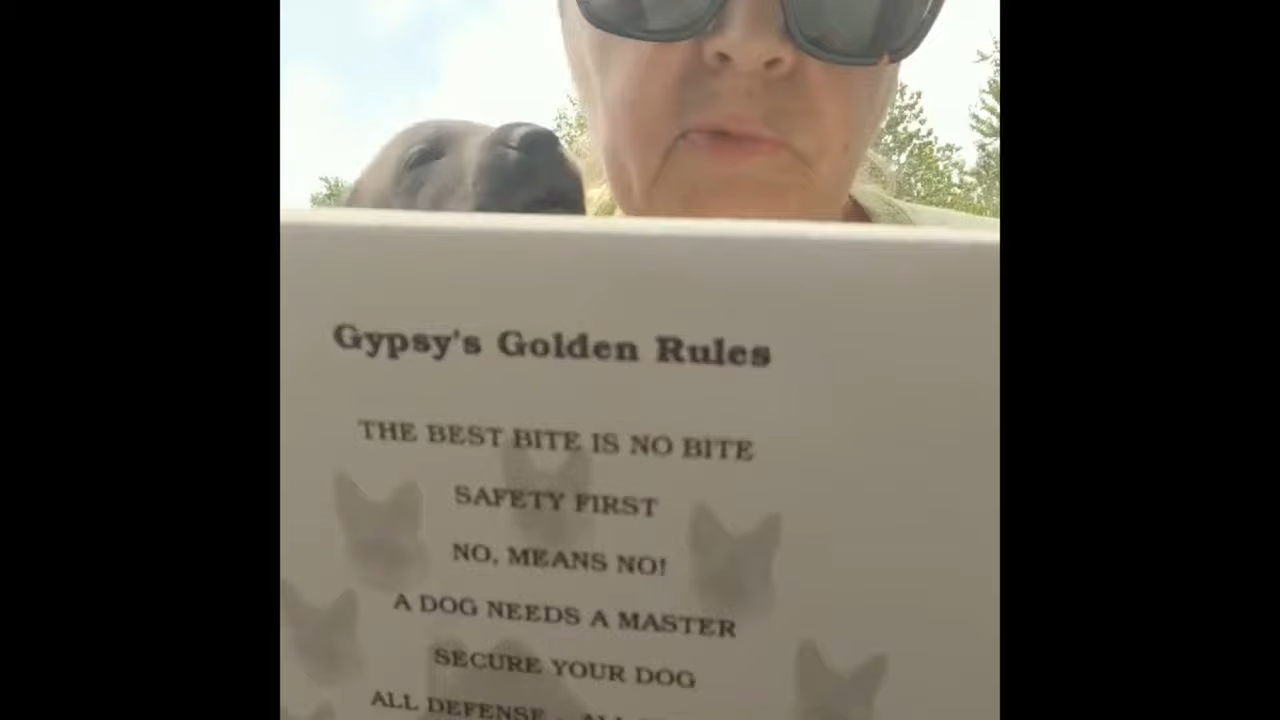 Gypsy's Golden Rules
THE BEST BITE IS NO BITE
SAFETY FIRST
NO, MEANS NO!
A DOG NEEDS A MASTER
SECURE YOUR DOG
ALL DEFENSE